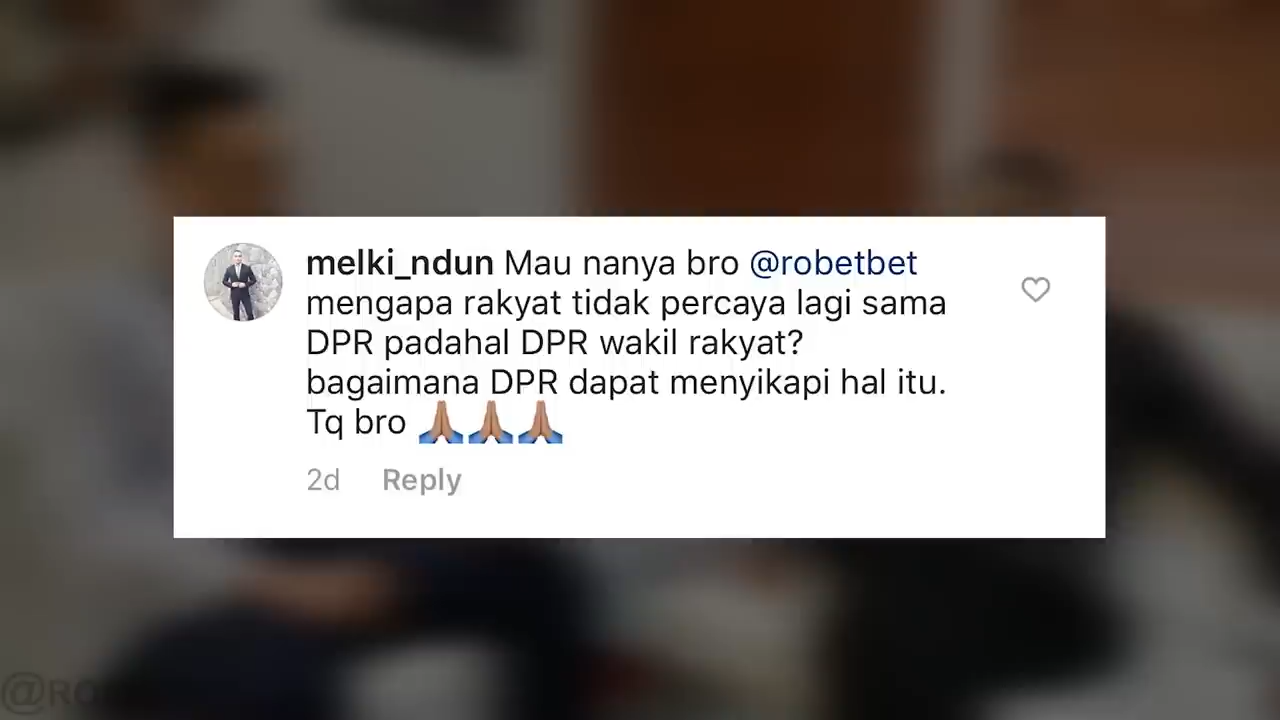 melki_ndun Mau nanya bro @robetbet
mengapa rakyat tidak percaya lagi sama
DPR padahal DPR wakil rakyat?
bagaimana DPR dapat menyikapi hal itu.
Tq bro 🙏🏽🙏🏽🙏🏽
2d Reply